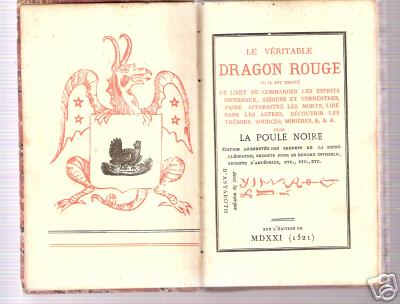 LE VÉRITABLE
DRAGON ROUGE
OU IL EST TRAITÉ
DE L'ART DE COMMANDER LES ESPRITS
INFERNAUX, AERIENS ET TERRESTRES,
FAIRE APPARAITRE LES MORTS, LIRE
DANS LES ASTRES, DÉCOUVRIR LES
TRÉSORS, SOURCES, MINIÈRES, &, &, &.
PLUS
LA POULE NOIRE
ÉDITION AUGMENTÉE DES SECRETS DE LA REINE
CLÉOPATRE, SECRETS POUR SE RENDRE INVISIBLE,
SECRETS D'ARTÉPHIUS, ETC., ETC., ETC.
D'ASTAROTH
SUR L'ÉDITION DE
MDXXI (1521)
ebY